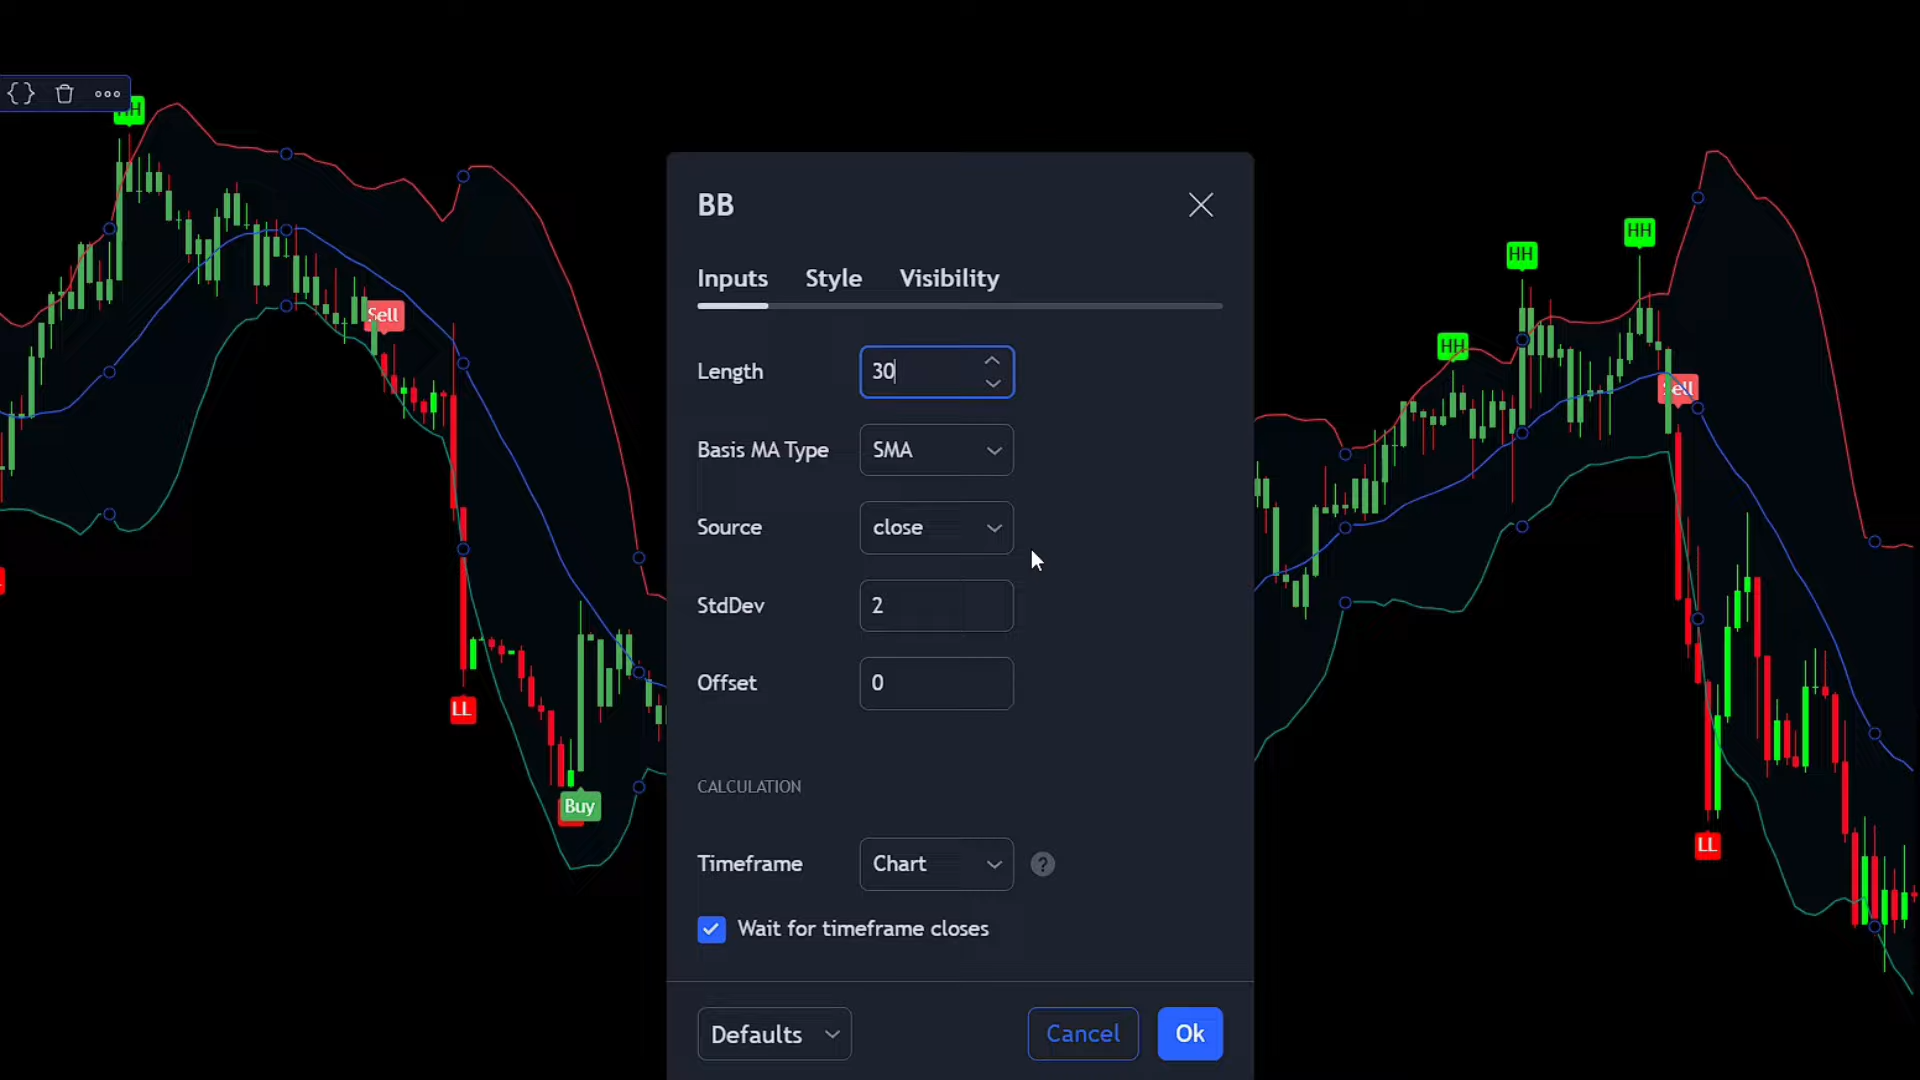 HH
BB
Inputs Style Visibility
HH
HH
Sell
HH
Length 30
Sell
Basis MA Type SMA
Source close
StdDev 2
Offset 0
LL
CALCULATION
Buy
LL
Timeframe Chart ?
Wait for timeframe closes
Defaults Cancel Ok